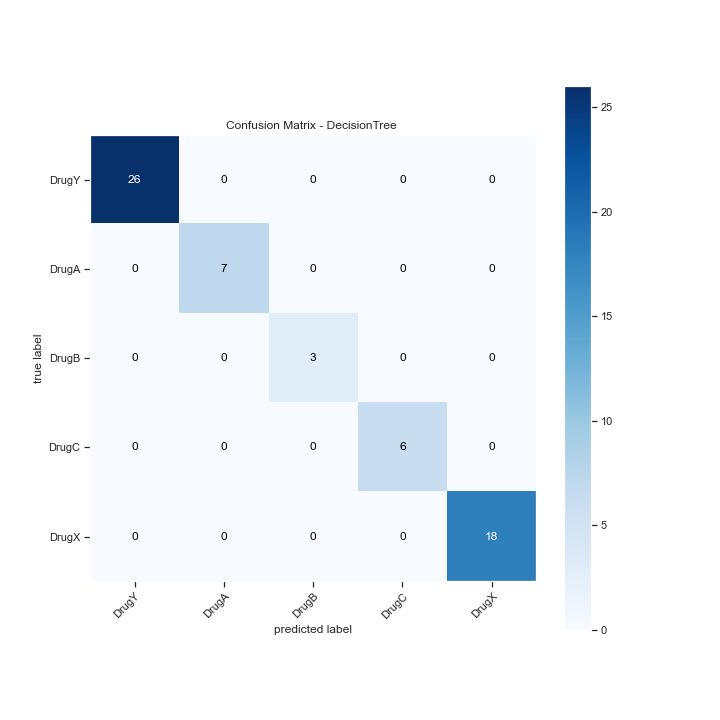 Confusion Matrix - DecisionTree
25
20
15
10
5
0
true label
DrugY 26 0 0 0 0
DrugA 0 7 0 0 0
DrugB 0 0 3 0 0
DrugC 0 0 0 6 0
DrugX 0 0 0 0 18
DrugY DrugA DrugB DrugC DrugX
predicted label